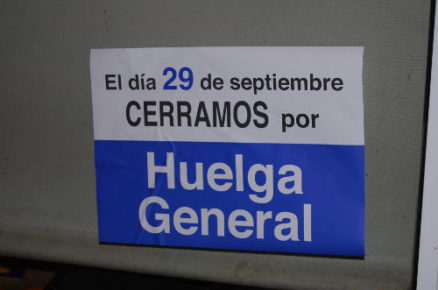 El día 29 de septiembre
CERRAMOS por
Huelga
General